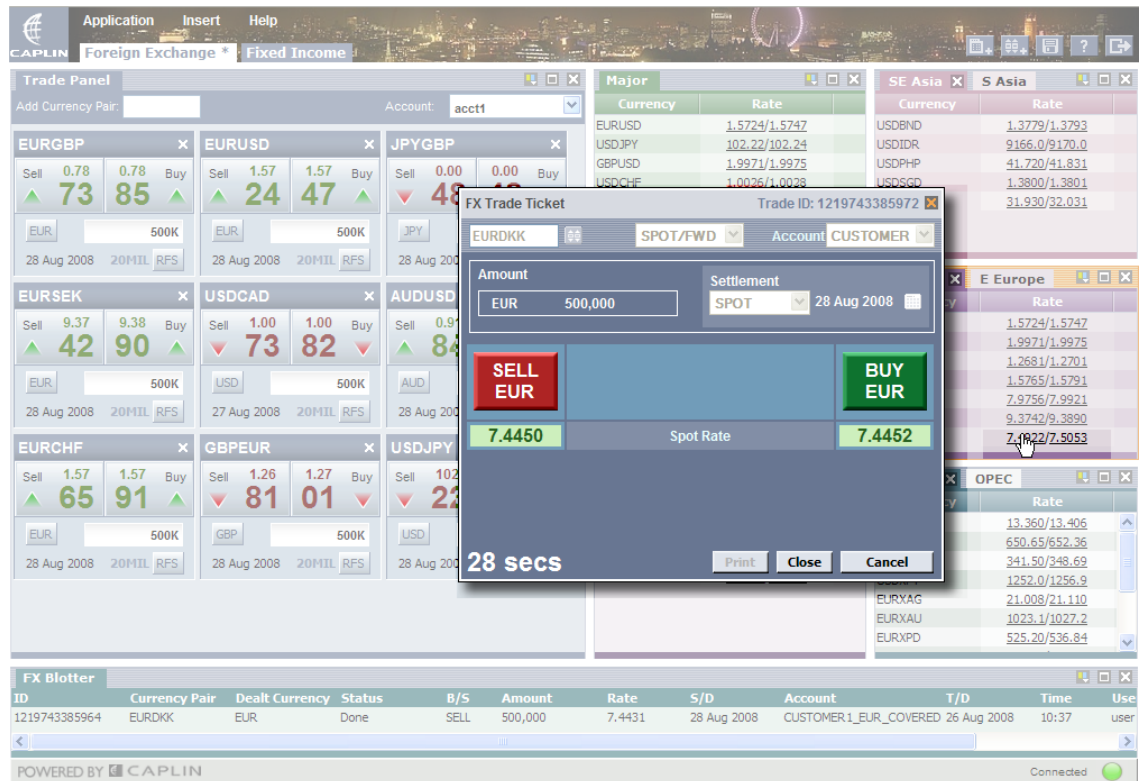 Application Insert Help
CAPLIN Foreign Exchange * Fixed Income
Trade Panel
Add Currency Pair: Account: acct1
EURGBP
Sell 0.78 73
0.78 85 Buy
EUR 500K
28 Aug 2008 20MIL RFS
EURUSD
Sell 1.57 24
1.57 47 Buy
EUR 500K
28 Aug 2008 20MIL RFS
JPYGBP
Sell 0.00
0.00 Buy
JPY
28 Aug
EURSEK
Sell 9.37 42
9.38 90 Buy
EUR 500K
28 Aug 2008 20MIL RFS
USDCAD
Sell 1.00 73
1.00 82 Buy
USD 500K
27 Aug 2008 20MIL RFS
AUDUSD
Sell
AUD
28 Aug
EURCHF
Sell 1.57 65
1.57 91 Buy
EUR 500K
28 Aug 2008 20MIL RFS
GBPEUR
Sell 1.26 81
1.27 01 Buy
GBP 500K
28 Aug 2008 20MIL RFS
USDJPY
Sell 102
USD
28 Aug
Major
Currency Rate
EURUSD 1.5724/1.5747
USDJPY 102.22/102.24
GBPUSD 1.9971/1.9975
USDCHF 1.0026/1.0028
SE Asia S Asia
Currency Rate
USDBND 1.3779/1.3793
USDIDR 9166.0/9170.0
USDPHP 41.720/41.831
USDSGD 1.3800/1.3801
31.930/32.031
E Europe
Rate
1.5724/1.5747
1.9971/1.9975
1.2681/1.2701
1.5765/1.5791
7.9756/7.9921
9.3742/9.3890
/7.5053
OPEC
Rate
13.360/13.406
650.65/652.36
341.50/348.69
1252.0/1256.9
EURXAG 21.008/21.110
EURXAU 1023.1/1027.2
EURXPD 525.20/536.84
FX Trade Ticket Trade ID: 1219743385972
EURDKK SPOT/FWD Account CUSTOMER
Amount
EUR 500,000
Settlement
SPOT 28 Aug 2008
SELL
EUR
BUY
EUR
7.4450 Spot Rate 7.4452
28 secs Print Close Cancel
FX Blotter
ID Currency Pair Dealt Currency Status B/S Amount Rate S/D Account T/D Time Use
1219743385964 EURDKK EUR Done SELL 500,000 7.4431 28 Aug 2008 CUSTOMER1_EUR_COVERED 26 Aug 2008 10:37 user
POWERED BY CAPLIN Connected